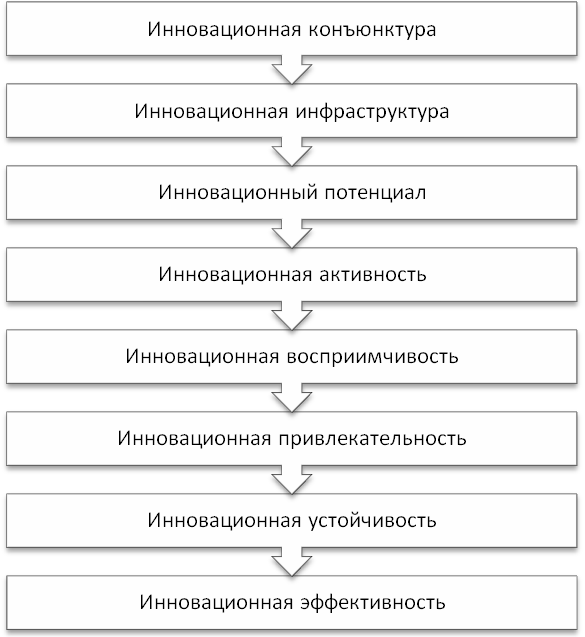 Инновационная конъюнктура
Инновационная инфраструктура
Инновационный потенциал
Инновационная активность
Инновационная восприимчивость
Инновационная привлекательность
Инновационная устойчивость
Инновационная эффективность